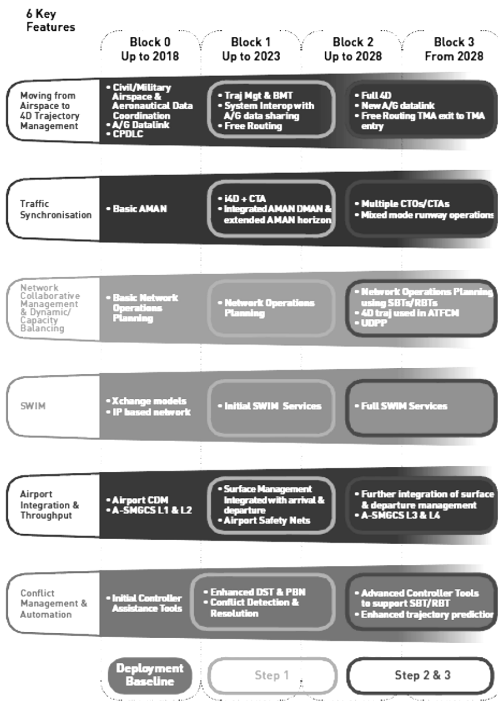 6 Key
Features
Block 0
Up to 2018
Block 1
Up to 2023
Block 2
Up to 2028
Block 3
From 2028
Moving from
Airspace to
4D Trajectory
Management
• Civil/Military
Airspace &
Aeronautical Data
Coordination
• A/G Datalink
• CPDLC
• Traj Mgt & BMT
• System Interop with
A/G data sharing
• Free Routing
• Full 4D
• New A/G datalink
• Free Routing TMA exit to TMA
entry
Traffic
Synchronisation
• Basic AMAN
• i4D + CTA
• Integrated AMAN DMAN &
extended AMAN horizon
• Multiple CTOs/CTAs
• Mixed mode runway operations
Network
Collaborative
Management
& Dynamic/
Capacity
Balancing
• Basic Network
Operations
Planning
• Network Operations
Planning
• Network Operations Planning
using SBTs/RBTs
• 4D traj used in ATFCM
• UDPP
SWIM
• Xchange models
• IP based network
• Initial SWIM Services
• Full SWIM Services
Airport
Integration &
Throughput
• Airport CDM
• A-SMGCS L1 & L2
• Surface Management
Integrated with arrival &
departure
• Airport Safety Nets
• Further integration of surface
& departure management
• A-SMGCS L3 & L4
Conflict
Management &
Automation
• Initial Controller
Assistance Tools
• Enhanced DST & PBN
• Conflict Detection &
Resolution
• Advanced Controller Tools
to support SBT/RBT
• Enhanced trajectory prediction
Deployment
Baseline
Step 1
Step 2 & 3